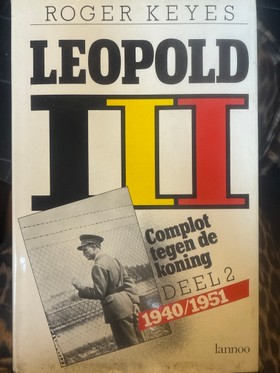 ROGER KEYES
LEOPOLD
III
Complot
tegen de
koning
DEEL 2
1940/1951
lannoo